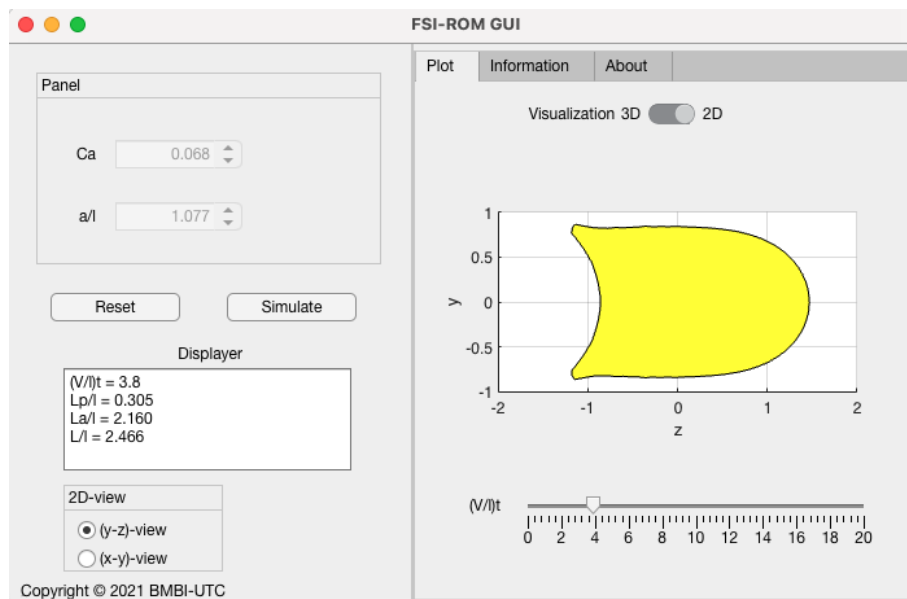 FSI-ROM GUI
Panel
Ca 0.068
a/l 1.077
Reset Simulate
Displayer
(V/l)t = 3.8
Lp/l = 0.305
La/l = 2.160
L/l = 2.466
2D-view
(y-z)-view
(x-y)-view
Copyright © 2021 BMBI-UTC
Plot Information About
Visualization 3D 2D
1
0.5
0
-0.5
-1
y
-2 -1 0 1 2
z
(V/l)t
0 2 4 6 8 10 12 14 16 18 20